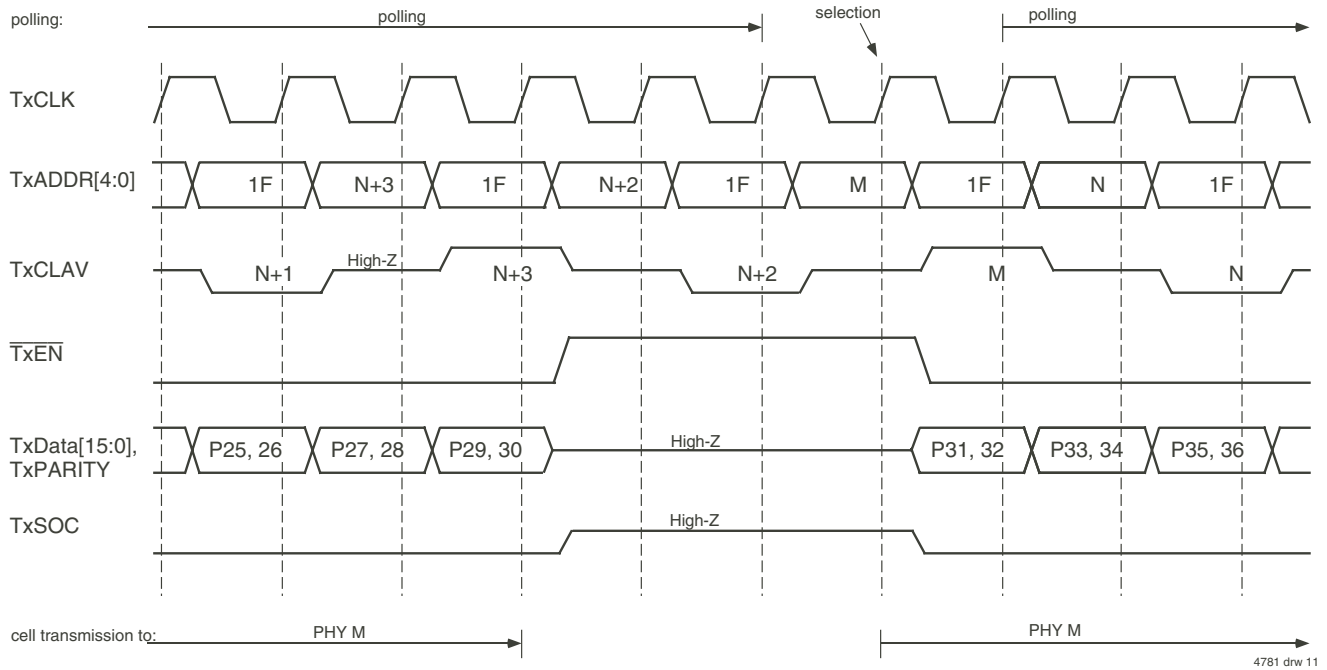 polling: polling selection polling
TxCLK
TxADDR[4:0] 1F N+3 1F N+2 1F M 1F N 1F
TxCLAV N+1 High-Z N+3 N+2 M N
TxEN
TxData[15:0], TxPARITY P25, 26 P27, 28 P29, 30 High-Z P31, 32 P33, 34 P35, 36
TxSOC High-Z
cell transmission to: PHY M PHY M
4781 drw 11